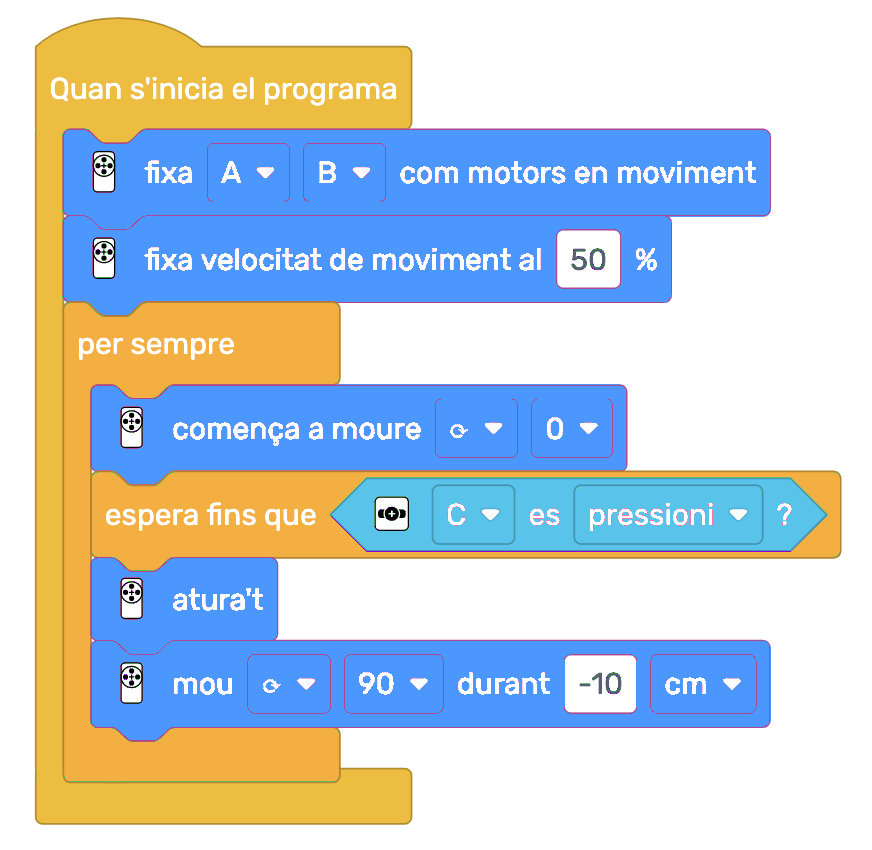 Quan s'inicia el programa
fixa A B com motors en moviment
fixa velocitat de moviment al 50 %
per sempre
comença a moure ⟳ 0
espera fins que C es pressioni ?
atura't
mou ⟳ 90 durant -10 cm